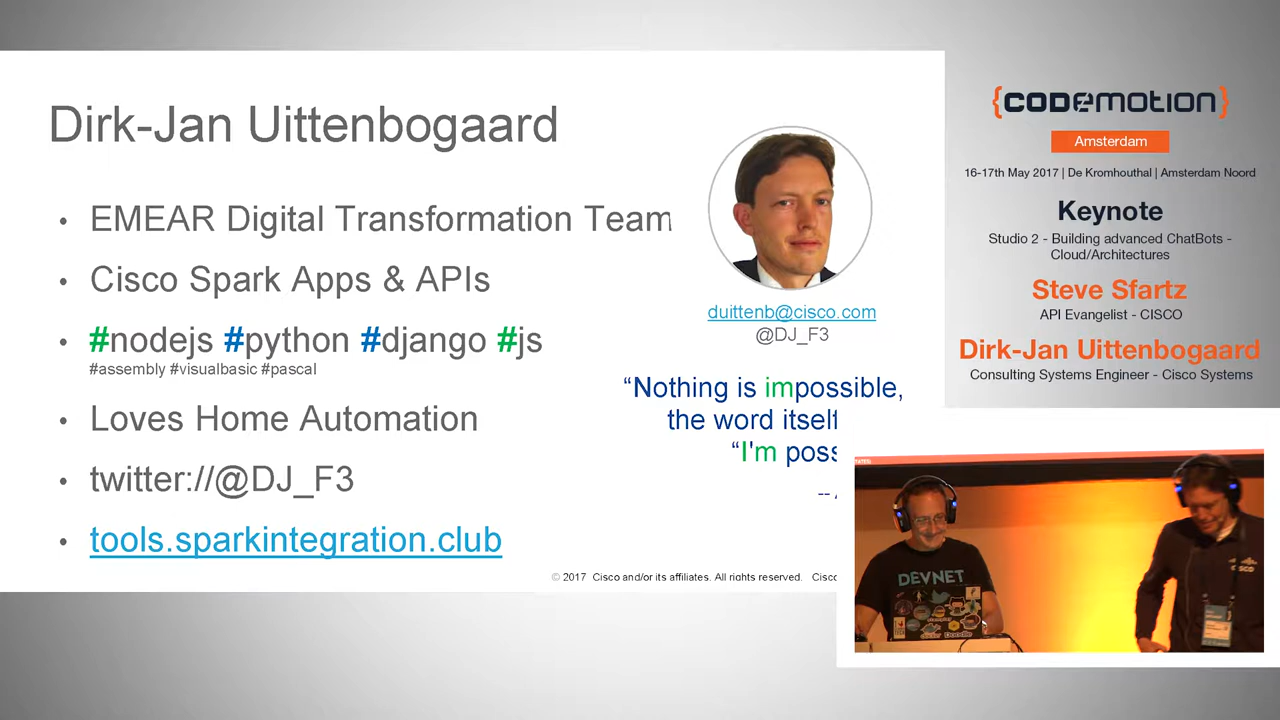 Dirk-Jan Uittenbogaard
• EMEAR Digital Transformation Team
• Cisco Spark Apps & APIs
• #nodejs #python #django #js
#assembly #visualbasic #pascal
• Loves Home Automation
• twitter://@DJ_F3
• tools.sparkintegration.club
duittenb@cisco.com
@DJ_F3
“Nothing is impossible,
the word itself
“I'm poss
--
© 2017 Cisco and/or its affiliates. All rights reserved. Cisco
{CODEMOTION}
Amsterdam
16-17th May 2017 | De Kromhouthal | Amsterdam Noord
Keynote
Studio 2 - Building advanced ChatBots -
Cloud/Architectures
Steve Sfartz
API Evangelist - CISCO
Dirk-Jan Uittenbogaard
Consulting Systems Engineer - Cisco Systems
DEVNET
CISCO